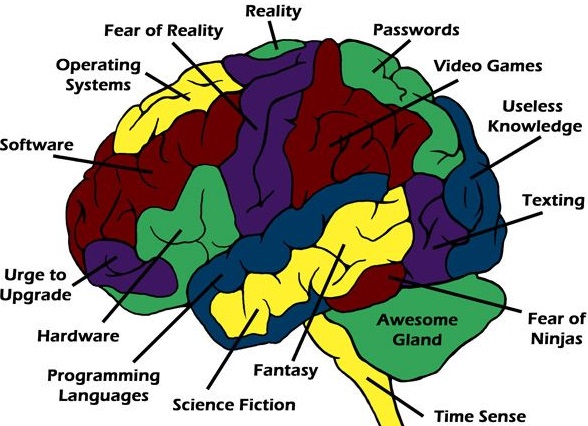 Reality
Fear of Reality
Passwords
Operating
Systems
Video Games
Useless
Knowledge
Software
Texting
Urge to
Upgrade
Awesome
Gland
Fear of
Ninjas
Hardware
Programming
Languages
Fantasy
Science Fiction
Time Sense